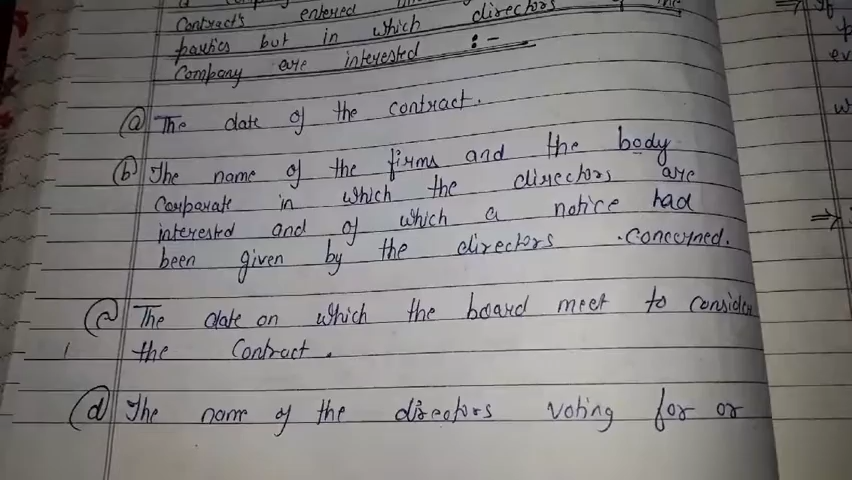 Contracts entered
parties but in which directors of the
Company are interested :-
(a) The date of the contract.
(b) The name of the firms and the body
Corporate in which the directors are
interested and of which a notice had
been given by the directors concerned.
(c) The date on which the board meet to consider
the Contract.
(d) The name of the directors voting for or